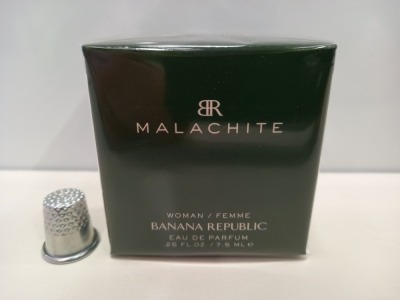 BR
MALACHITE
WOMAN / FEMME
BANANA REPUBLIC
EAU DE PARFUM
.25 FL OZ / 7.5 ML e